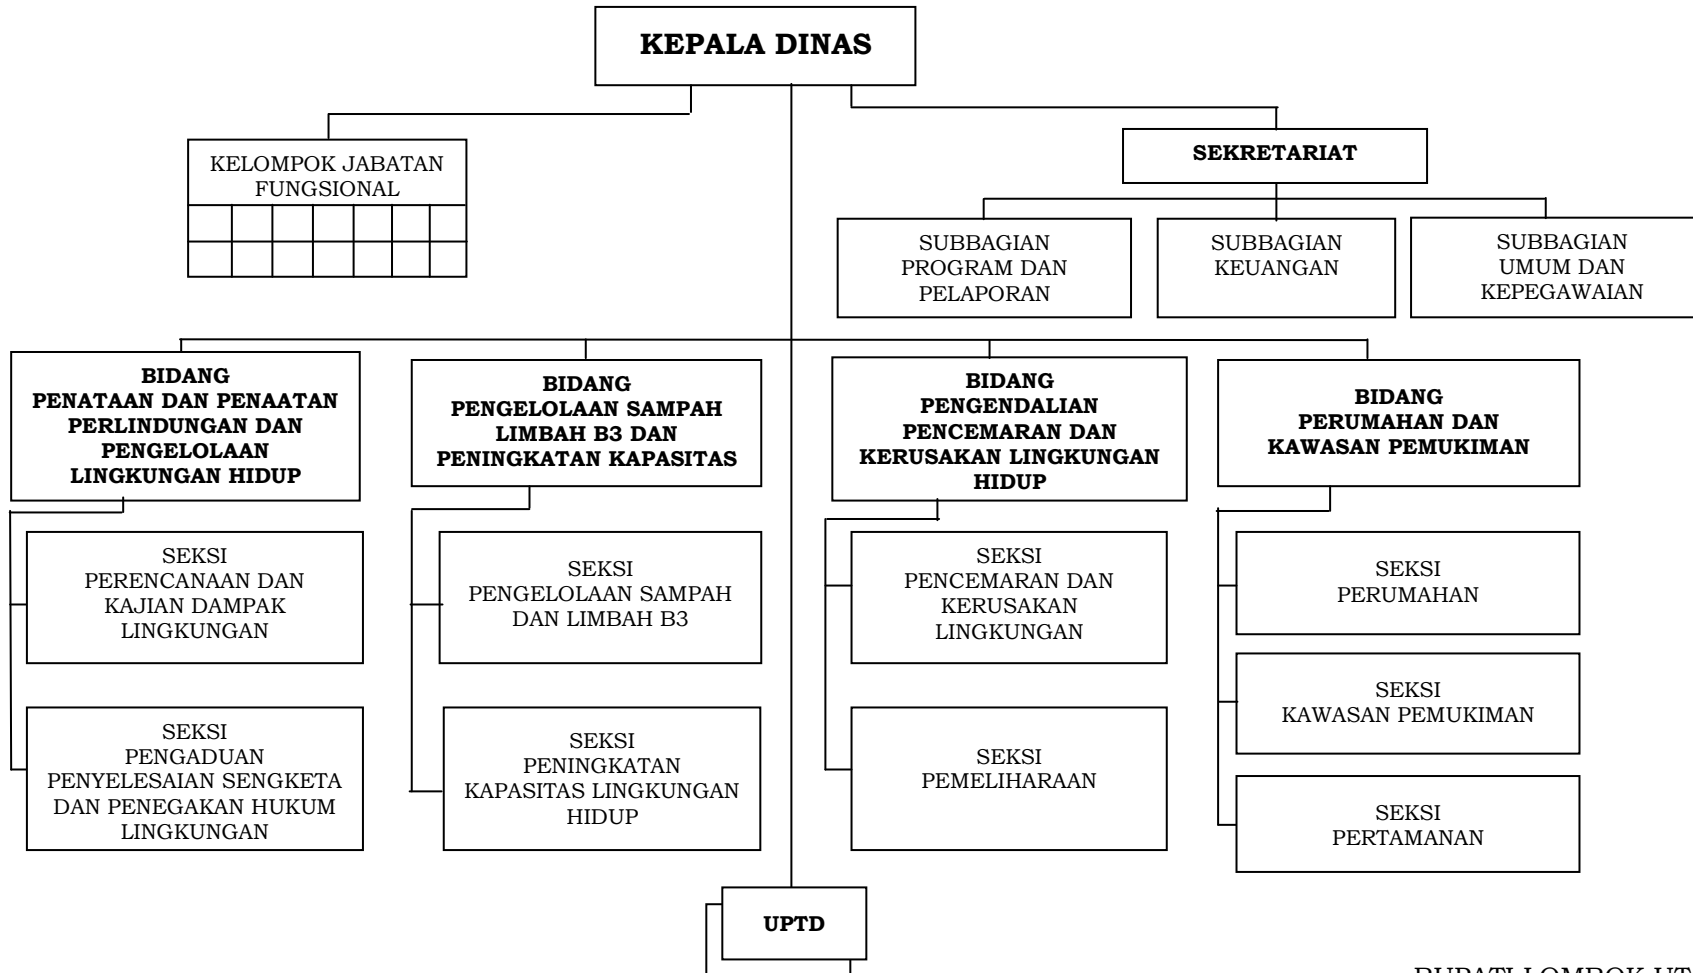 KEPALA DINAS
KELOMPOK JABATAN
FUNGSIONAL
SEKRETARIAT
SUBBAGIAN
PROGRAM DAN
PELAPORAN
SUBBAGIAN
KEUANGAN
SUBBAGIAN
UMUM DAN
KEPEGAWAIAN
BIDANG
PENATAAN DAN PENAATAN
PERLINDUNGAN DAN
PENGELOLAAN
LINGKUNGAN HIDUP
BIDANG
PENGELOLAAN SAMPAH
LIMBAH B3 DAN
PENINGKATAN KAPASITAS
BIDANG
PENGENDALIAN
PENCEMARAN DAN
KERUSAKAN LINGKUNGAN
HIDUP
BIDANG
PERUMAHAN DAN
KAWASAN PEMUKIMAN
SEKSI
PERENCANAAN DAN
KAJIAN DAMPAK
LINGKUNGAN
SEKSI
PENGELOLAAN SAMPAH
DAN LIMBAH B3
SEKSI
PENCEMARAN DAN
KERUSAKAN
LINGKUNGAN
SEKSI
PERUMAHAN
SEKSI
KAWASAN PEMUKIMAN
SEKSI
PENGADUAN
PENYELESAIAN SENGKETA
DAN PENEGAKAN HUKUM
LINGKUNGAN
SEKSI
PENINGKATAN
KAPASITAS LINGKUNGAN
HIDUP
SEKSI
PEMELIHARAAN
SEKSI
PERTAMANAN
UPTD
BUPATI LOMBOK UT